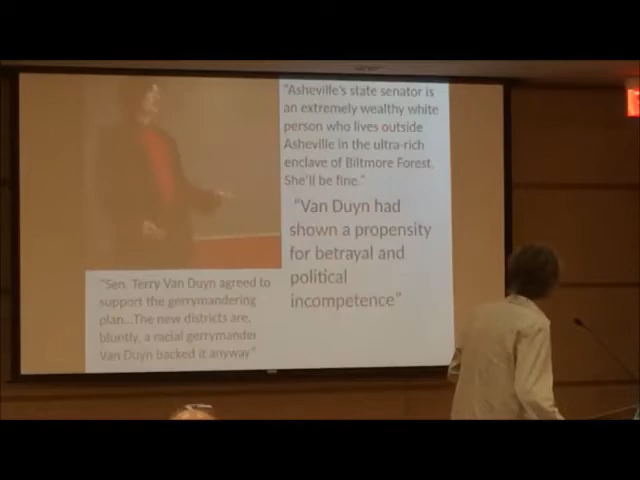 "Asheville's state senator is
an extremely wealthy white
person who lives outside
Asheville in the ultra-rich
enclave of Biltmore Forest.
She'll be fine."
"Van Duyn had
shown a propensity
for betrayal and
political
incompetence"
"Sen. Terry Van Duyn agreed to
support the gerrymandering
plan...The new districts are,
bluntly, a racial gerrymander
Van Duyn backed it anyway"